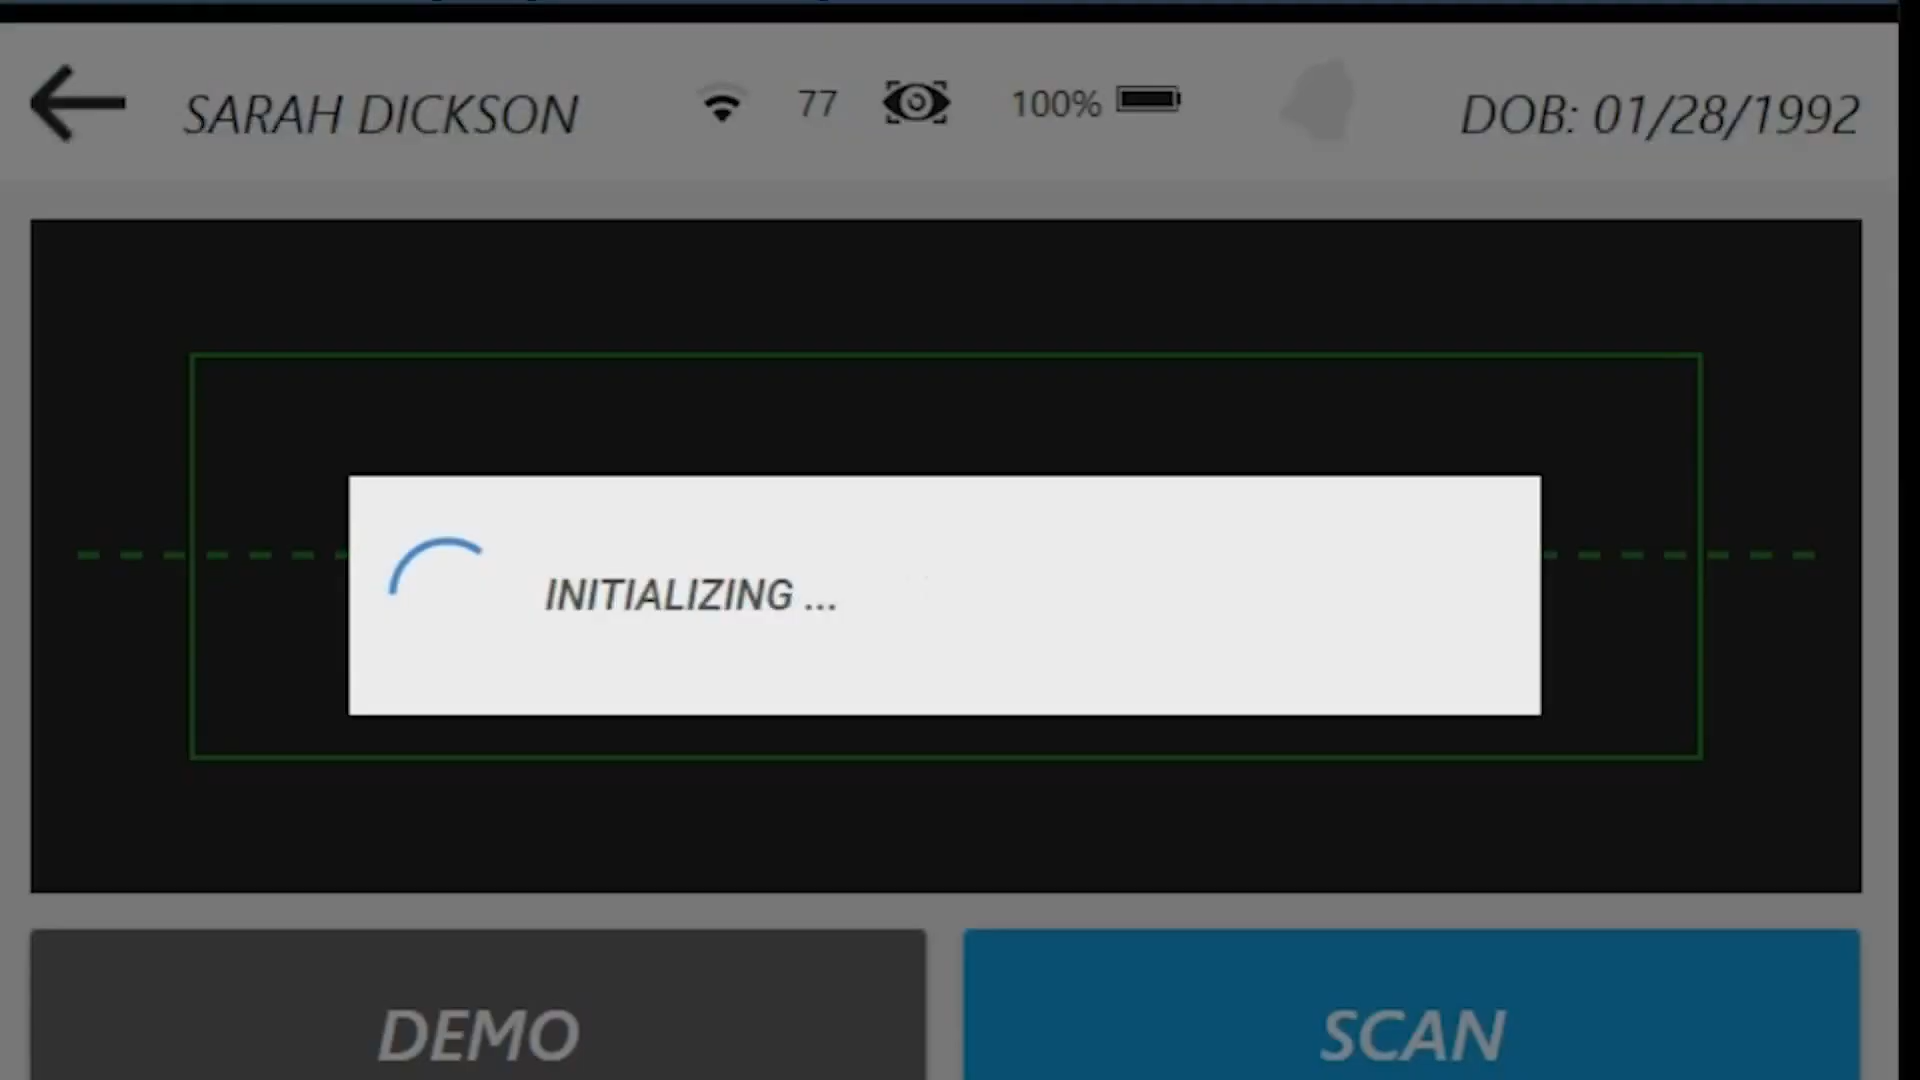 SARAH DICKSON 77 100% DOB: 01/28/1992
INITIALIZING ...
DEMO SCAN